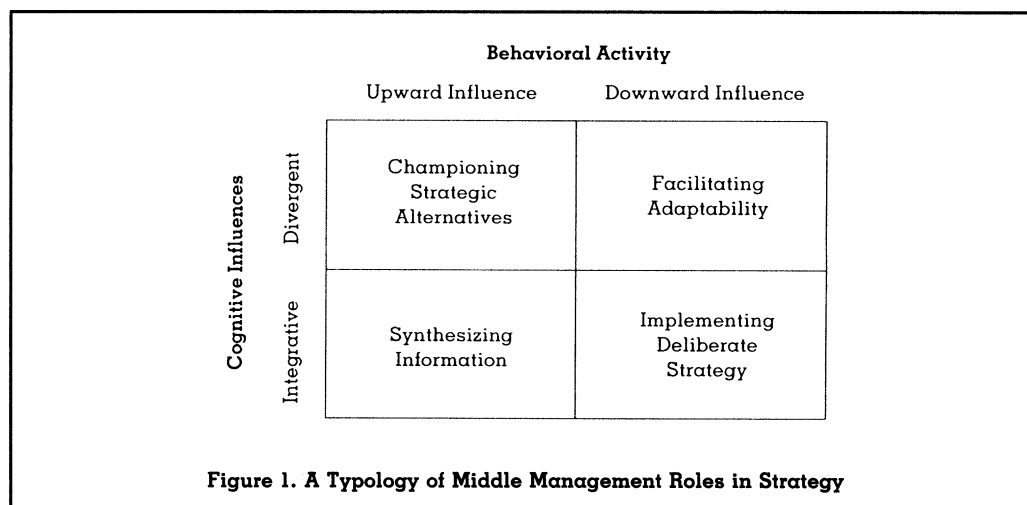 Behavioral Activity
Upward Influence Downward Influence
Cognitive Influences
Divergent
Championing
Strategic
Alternatives
Facilitating
Adaptability
Integrative
Synthesizing
Information
Implementing
Deliberate
Strategy
Figure 1. A Typology of Middle Management Roles in Strategy